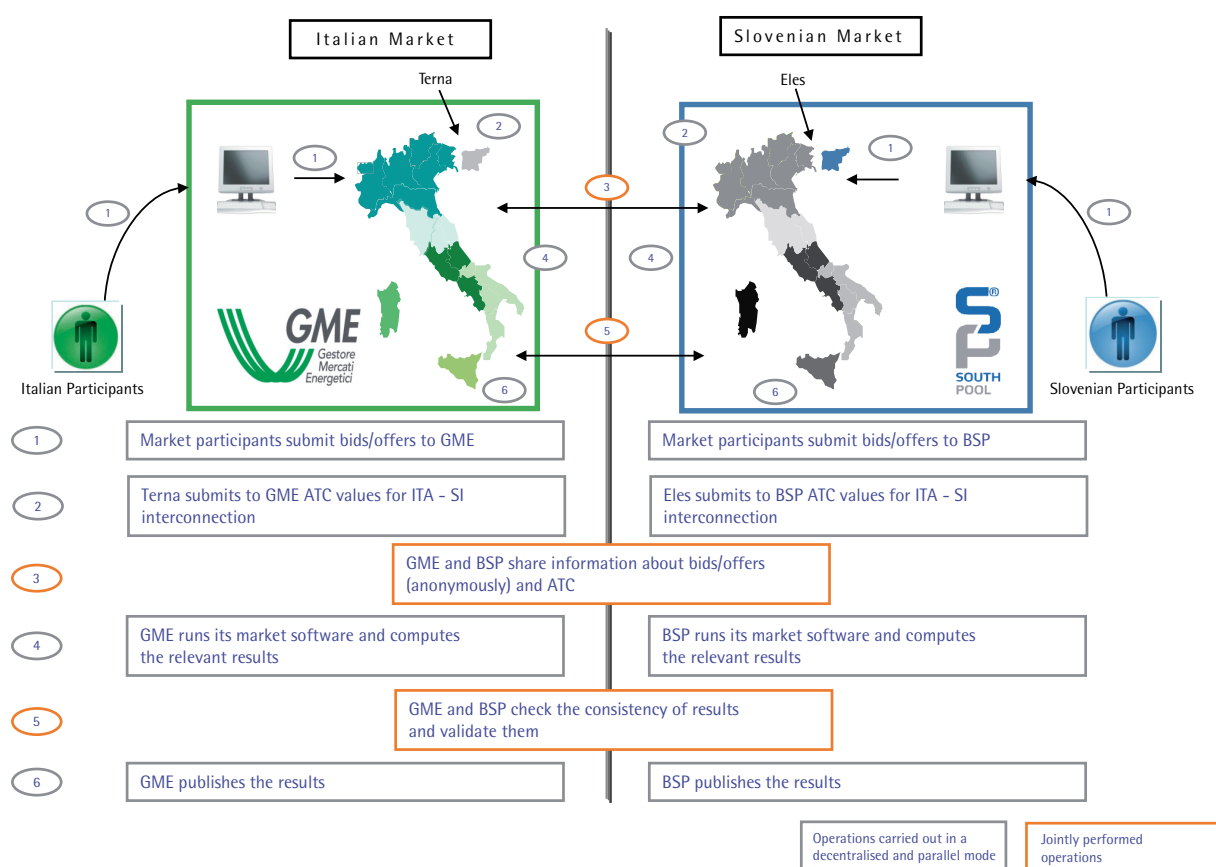 Italian Market
Slovenian Market
Terna
Eles
2
2
1
1
3
1
1
4
4
GME
Gestore
Mercati
Energetici
5
SP®
SOUTH
POOL
6
6
Italian Participants
Slovenian Participants
1
Market participants submit bids/offers to GME
Market participants submit bids/offers to BSP
2
Terna submits to GME ATC values for ITA - SI
interconnection
Eles submits to BSP ATC values for ITA - SI
interconnection
3
GME and BSP share information about bids/offers
(anonymously) and ATC
4
GME runs its market software and computes
the relevant results
BSP runs its market software and computes
the relevant results
5
GME and BSP check the consistency of results
and validate them
6
GME publishes the results
BSP publishes the results
Operations carried out in a
decentralised and parallel mode
Jointly performed
operations